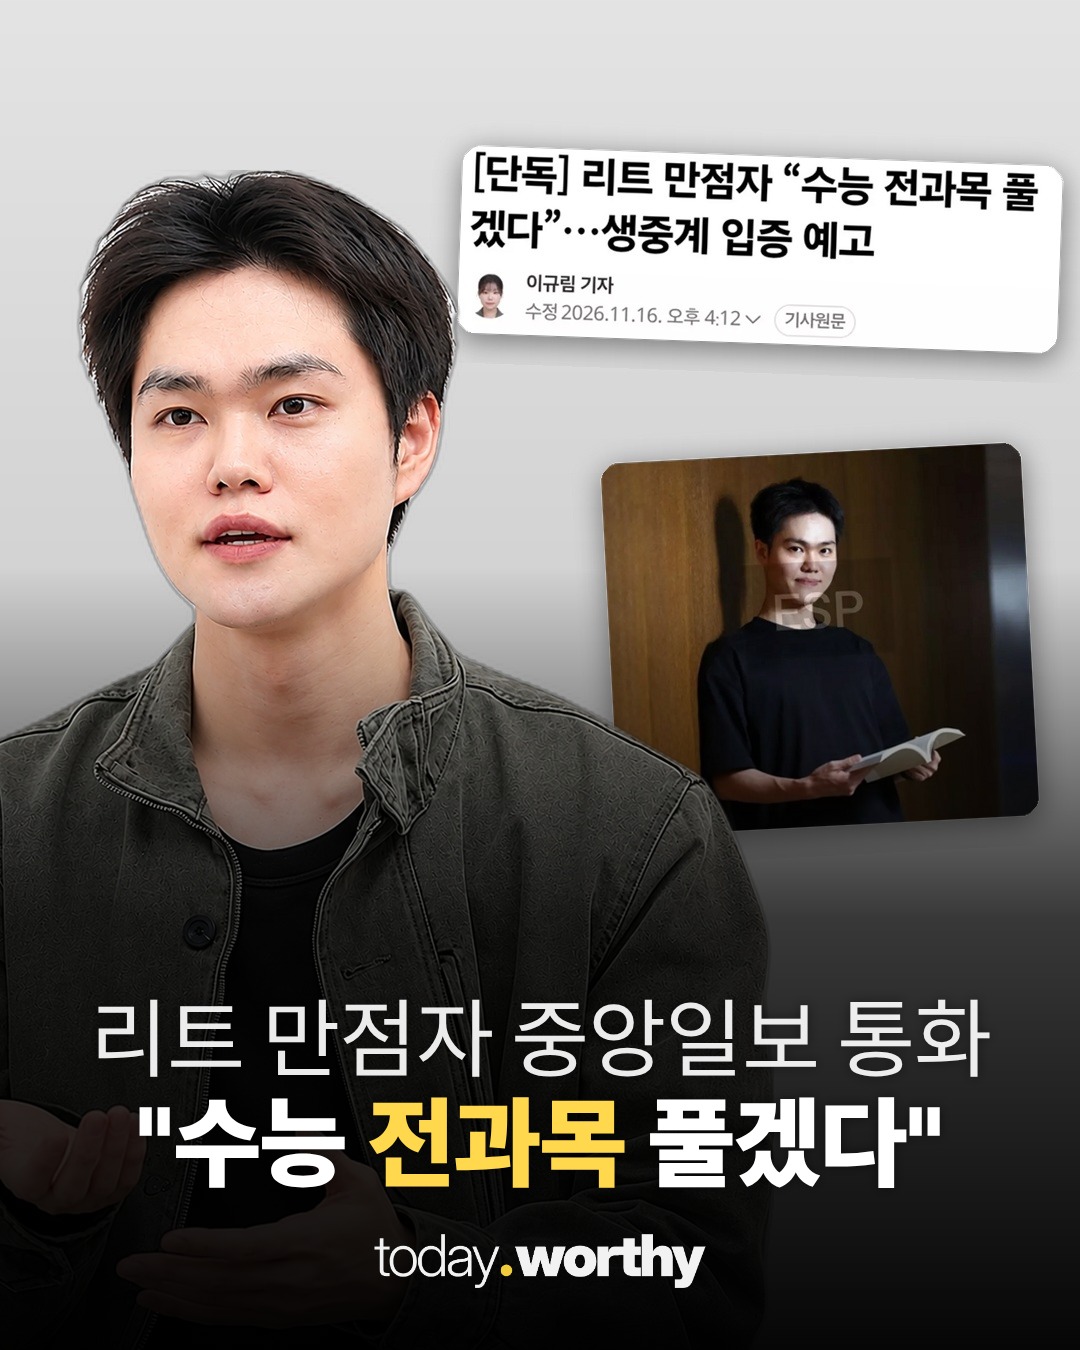 [단독] 리트 만점자 “수능 전과목 풀
겠다”…생중계 입증 예고
이규림 기자
수정 2026.11.16. 오후 4:12
기사원문
ESP
리트 만점자 중앙일보 통화
"수능 전과목 풀겠다"
today.worthy